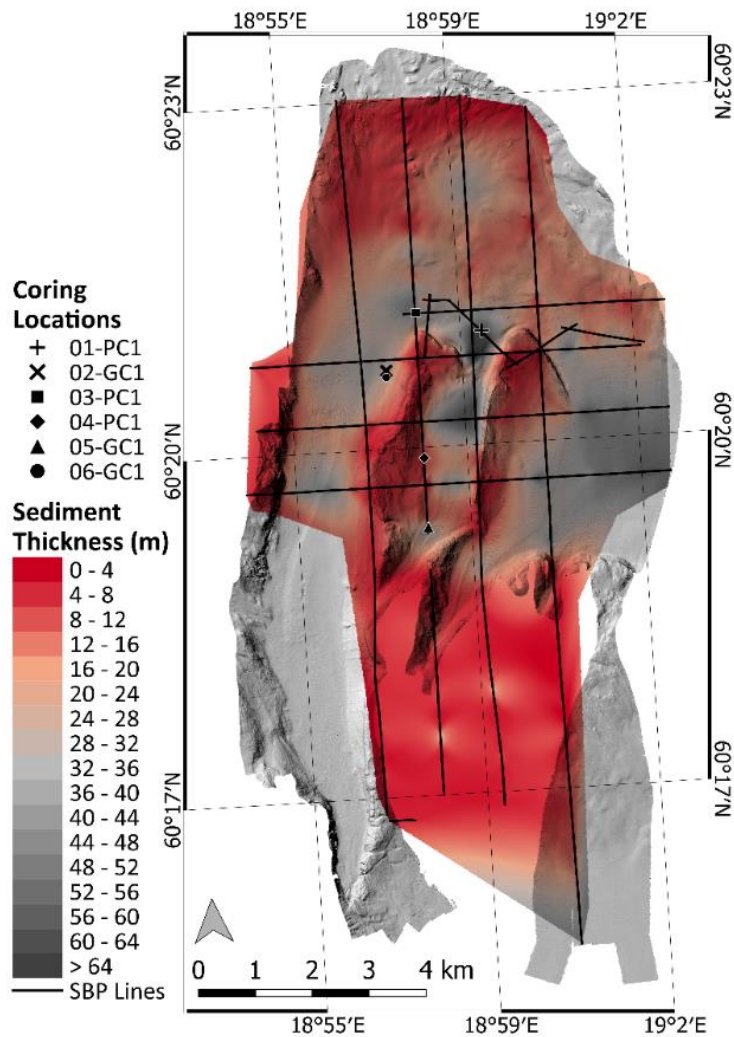 18°55′E 18°59′E 19°2′E
60°23′N
60°23′N
Coring
Locations
01-PC1
02-GC1
03-PC1
04-PC1
05-GC1
06-GC1
60°20′N
60°20′N
Sediment
Thickness (m)
0 - 4
4 - 8
8 - 12
12 - 16
16 - 20
20 - 24
24 - 28
28 - 32
32 - 36
36 - 40
40 - 44
44 - 48
48 - 52
52 - 56
56 - 60
60 - 64
> 64
SBP Lines
60°17′N
60°17′N
0 1 2 3 4 km
18°55′E 18°59′E 19°2′E